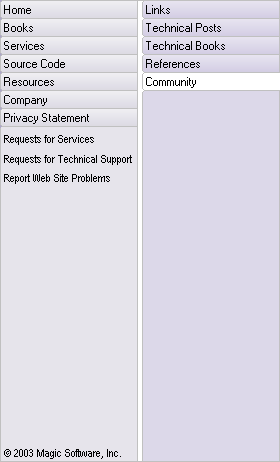 Home
Books
Services
Source Code
Resources
Company
Privacy Statement
Requests for Services
Requests for Technical Support
Report Web Site Problems
© 2003 Magic Software, Inc.
Links
Technical Posts
Technical Books
References
Community